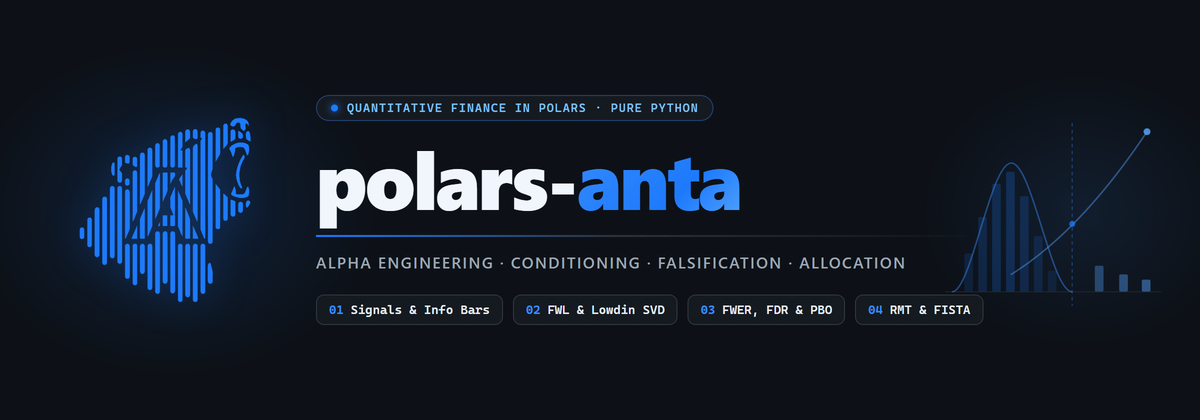 QUANTITATIVE FINANCE IN POLARS · PURE PYTHON
polars-anta
ALPHA ENGINEERING · CONDITIONING · FALSIFICATION · ALLOCATION
01 Signals & Info Bars 02 FWL & Lowdin SVD 03 FWER, FDR & PBO 04 RMT & FISTA